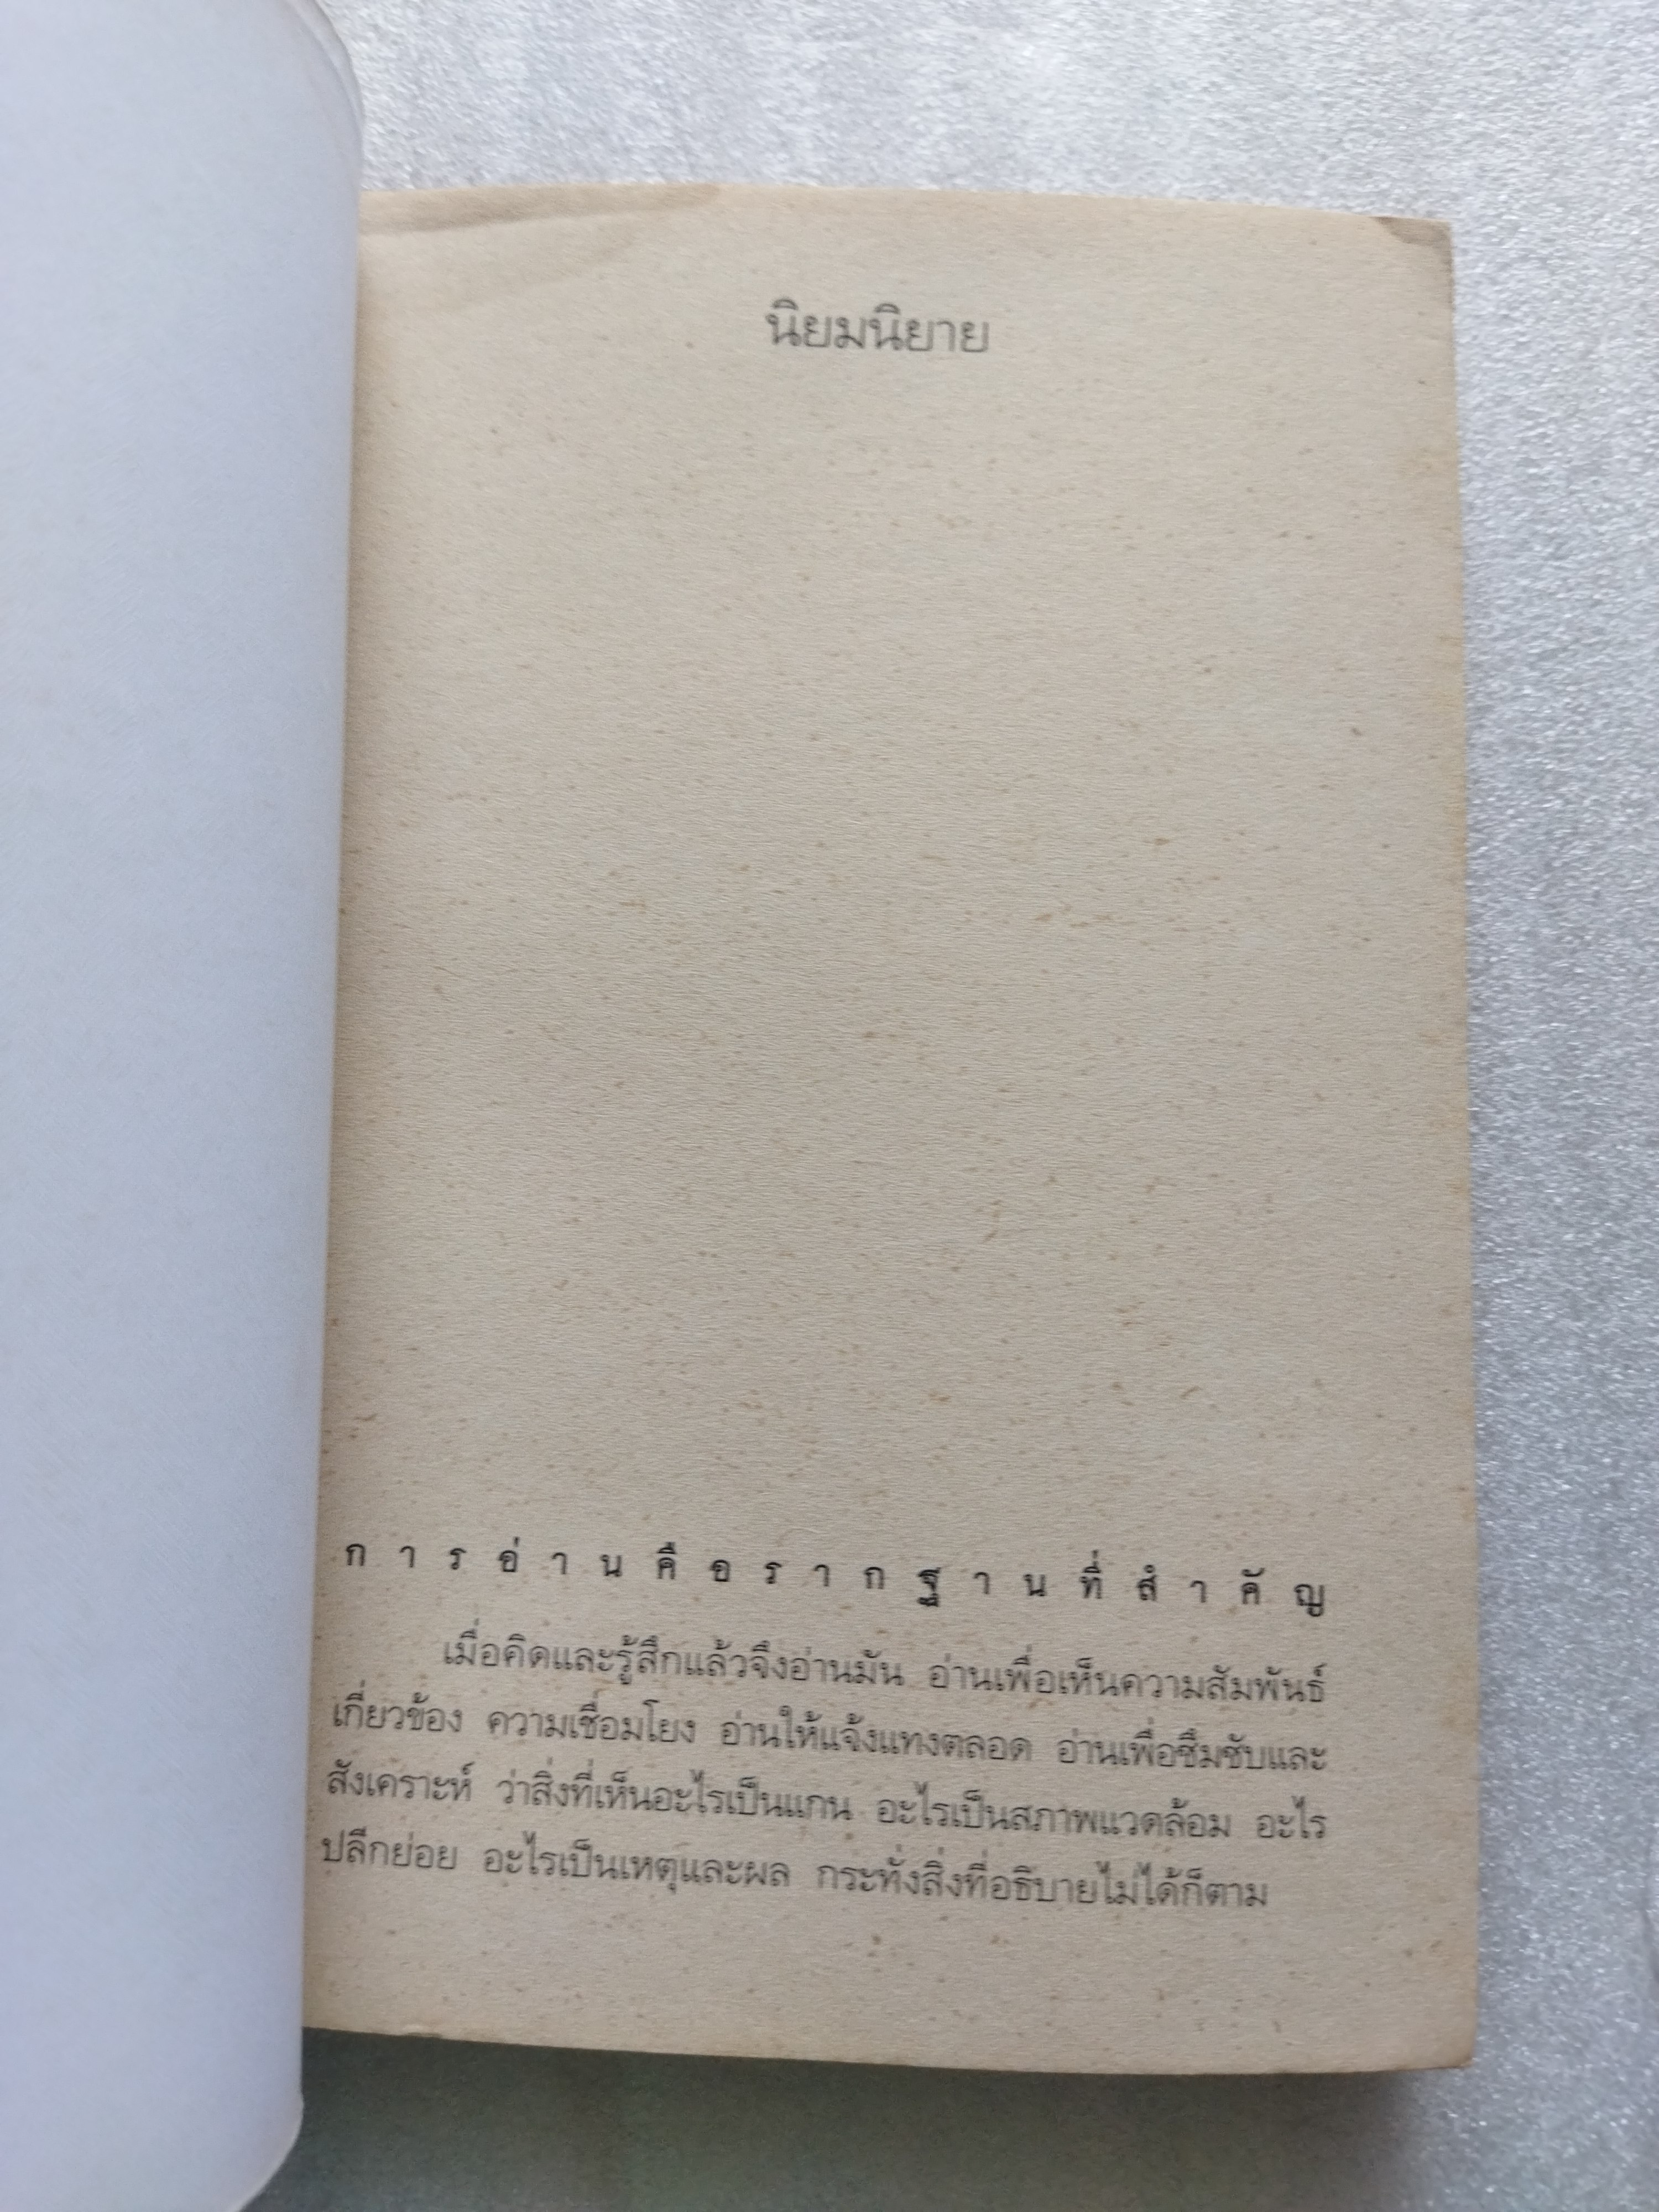 นิยมนิยาย
การอ่านคือรากฐานที่สำคัญ
เมื่อคิดและรู้สึกแล้วจึงอ่านมัน อ่านเพื่อเห็นความสัมพันธ์
เกี่ยวข้อง ความเชื่อมโยง อ่านให้แจ้งแทงตลอด อ่านเพื่อซึมซับและ
สังเคราะห์ ว่าสิ่งที่เห็นอะไรเป็นแกน อะไรเป็นสภาพแวดล้อม อะไร
ปลีกย่อย อะไรเป็นเหตุและผล กระทั่งสิ่งที่อธิบายไม่ได้ก็ตาม